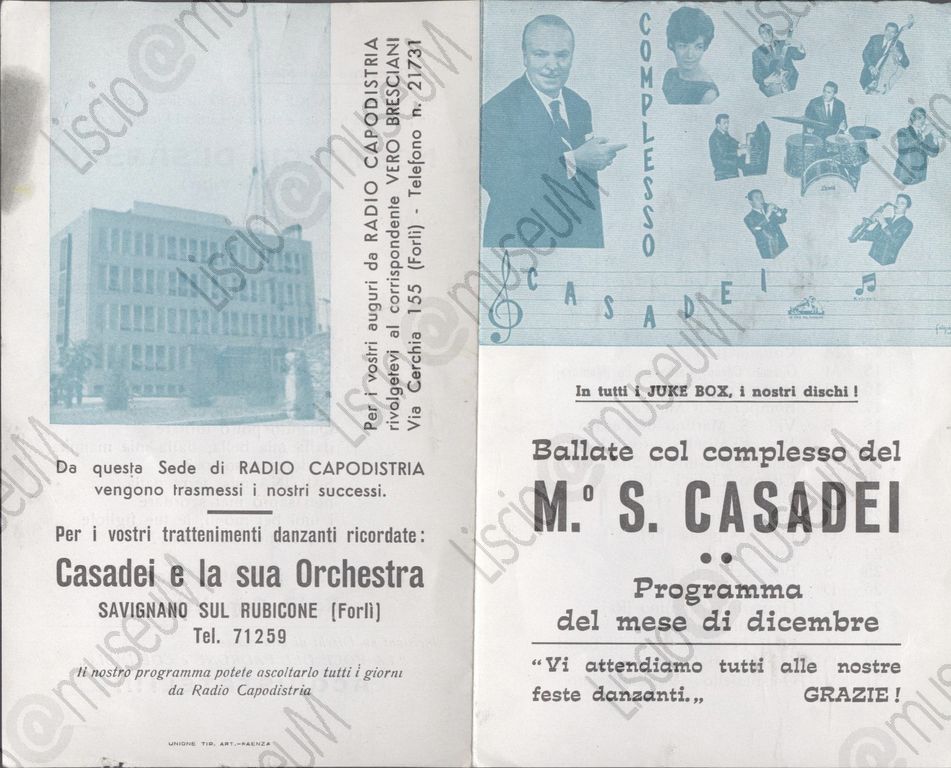 Per i vostri auguri da RADIO CAPODISTRIA
rivolgetevi al corrispondente VERO BRESCIANI
Via Cerchia 155 (Forlì) - Telefono n. 21731
Da questa Sede di RADIO CAPODISTRIA
vengono trasmessi i nostri successi.
Per i vostri trattenimenti danzanti ricordate:
Casadei e la sua Orchestra
SAVIGNANO SUL RUBICONE (Forlì)
Tel. 71259
Il nostro programma potete ascoltarlo tutti i giorni
da Radio Capodistria
UNIONE TIP. ART.-FAENZA
COMPLESSO
CASADEI
In tutti i JUKE BOX, i nostri dischi !
Ballate col complesso del
M.º S. CASADEI
Programma
del mese di dicembre
“Vi attendiamo tutti alle nostre
feste danzanti.„ GRAZIE !
Liscio@museuM